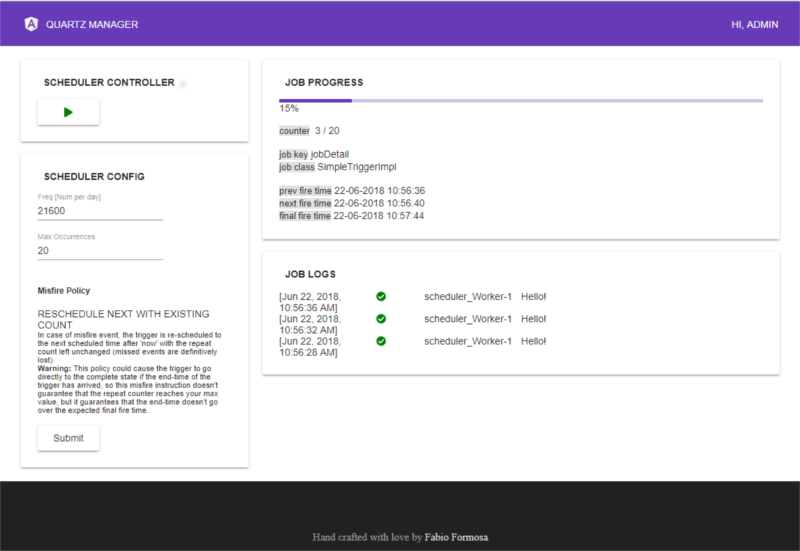 QUARTZ MANAGER
HI, ADMIN
SCHEDULER CONTROLLER
SCHEDULER CONFIG
Freq [Num per day]
21600
Max Occurrences
20
Misfire Policy
RESCHEDULE NEXT WITH EXISTING
COUNT
In case of misfire event, the trigger is re-scheduled to
the next scheduled time after 'now' with the repeat
count left unchanged (missed events are definitively
lost).
Warning: This policy could cause the trigger to go
directly to the complete state if the end-time of the
trigger has arrived, so this misfire instruction doesn't
guarantee that the repeat counter reaches your max
value, but it guarantees that the end-time doesn't go
over the expected final fire time.
Submit
JOB PROGRESS
15%
counter 3 / 20
job key jobDetail
job class SimpleTriggerImpl
prev fire time 22-06-2018 10:56:36
next fire time 22-06-2018 10:56:40
final fire time 22-06-2018 10:57:44
JOB LOGS
[Jun 22, 2018, scheduler_Worker-1 Hello!
10:56:36 AM]
[Jun 22, 2018, scheduler_Worker-1 Hello!
10:56:32 AM]
[Jun 22, 2018, scheduler_Worker-1 Hello!
10:56:28 AM]
Hand crafted with love by Fabio Formosa